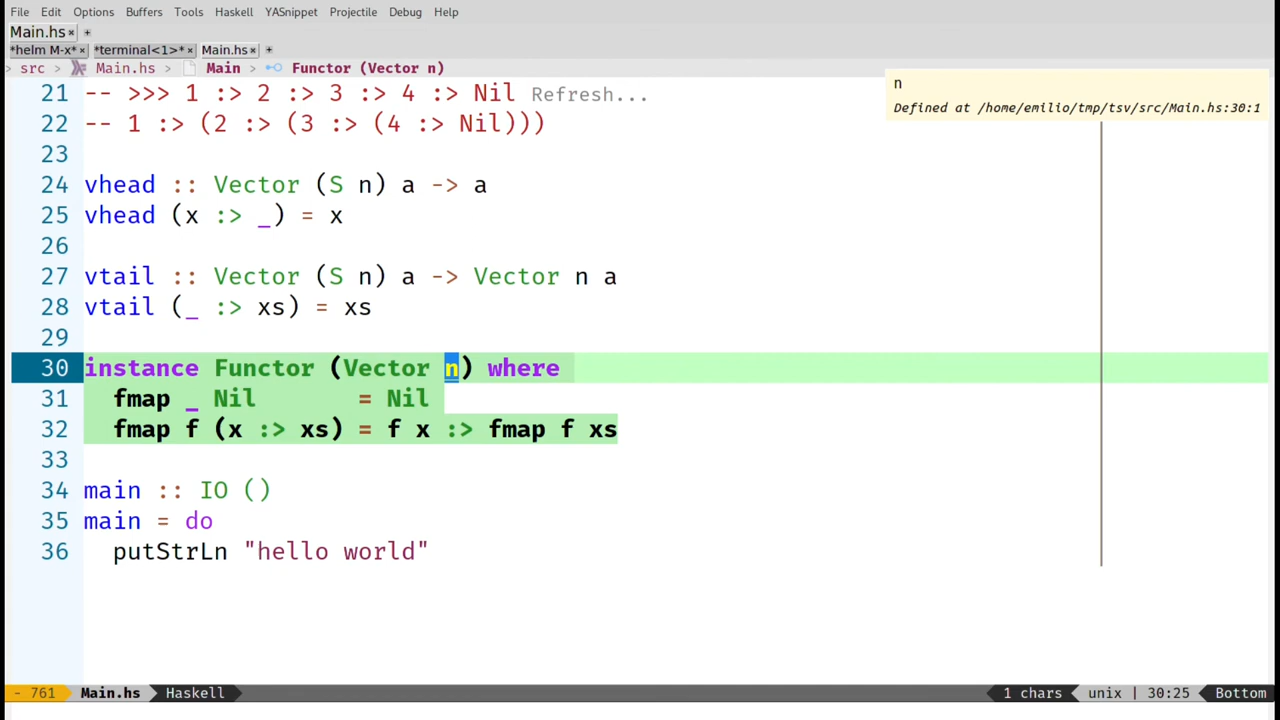 File Edit Options Buffers Tools Haskell YASnippet Projectile Debug Help
Main.hs × +
*helm M-x* × *terminal<1>* × Main.hs × +
> src > Main.hs > Main > Functor (Vector n)
21 -- >>> 1 :> 2 :> 3 :> 4 :> Nil Refresh...
n
Defined at /home/emilio/tmp/tsv/src/Main.hs:30:1
22 -- 1 :> (2 :> (3 :> (4 :> Nil)))
23
24 vhead :: Vector (S n) a -> a
25 vhead (x :> _) = x
26
27 vtail :: Vector (S n) a -> Vector n a
28 vtail (_ :> xs) = xs
29
30 instance Functor (Vector n) where
31   fmap _ Nil       = Nil
32   fmap f (x :> xs) = f x :> fmap f xs
33
34 main :: IO ()
35 main = do
36   putStrLn "hello world"
- 761 Main.hs Haskell 1 chars unix | 30:25 Bottom